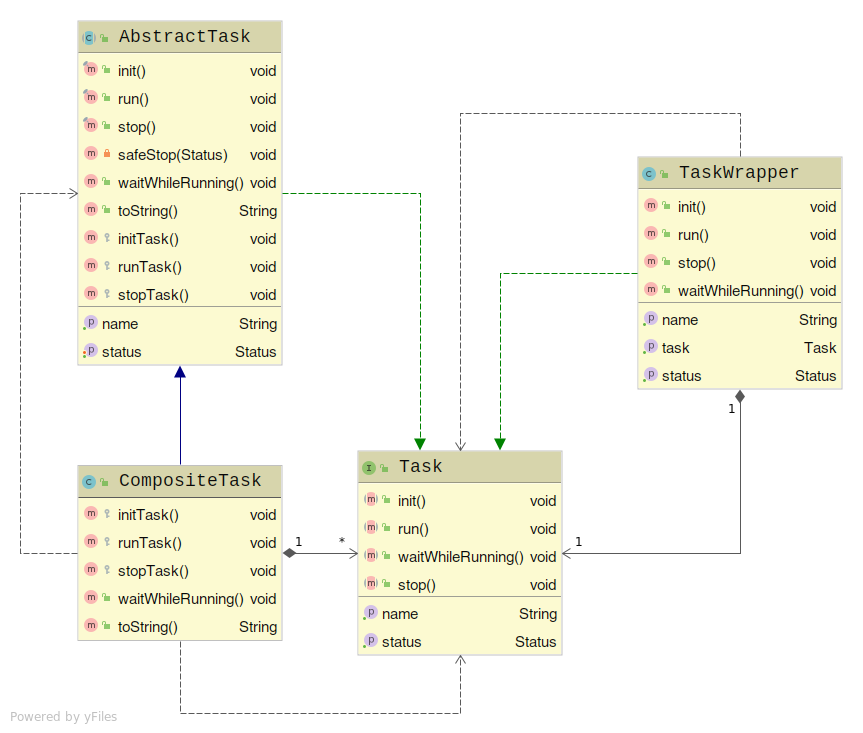 AbstractTask
init() void
run() void
stop() void
safeStop(Status) void
waitWhileRunning() void
toString() String
initTask() void
runTask() void
stopTask() void
name String
status Status
TaskWrapper
init() void
run() void
stop() void
waitWhileRunning() void
name String
task Task
status Status
1
CompositeTask
initTask() void
runTask() void
stopTask() void
waitWhileRunning() void
toString() String
1 *
Task
init() void
run() void
waitWhileRunning() void
stop() void
name String
status Status
1
Powered by yFiles